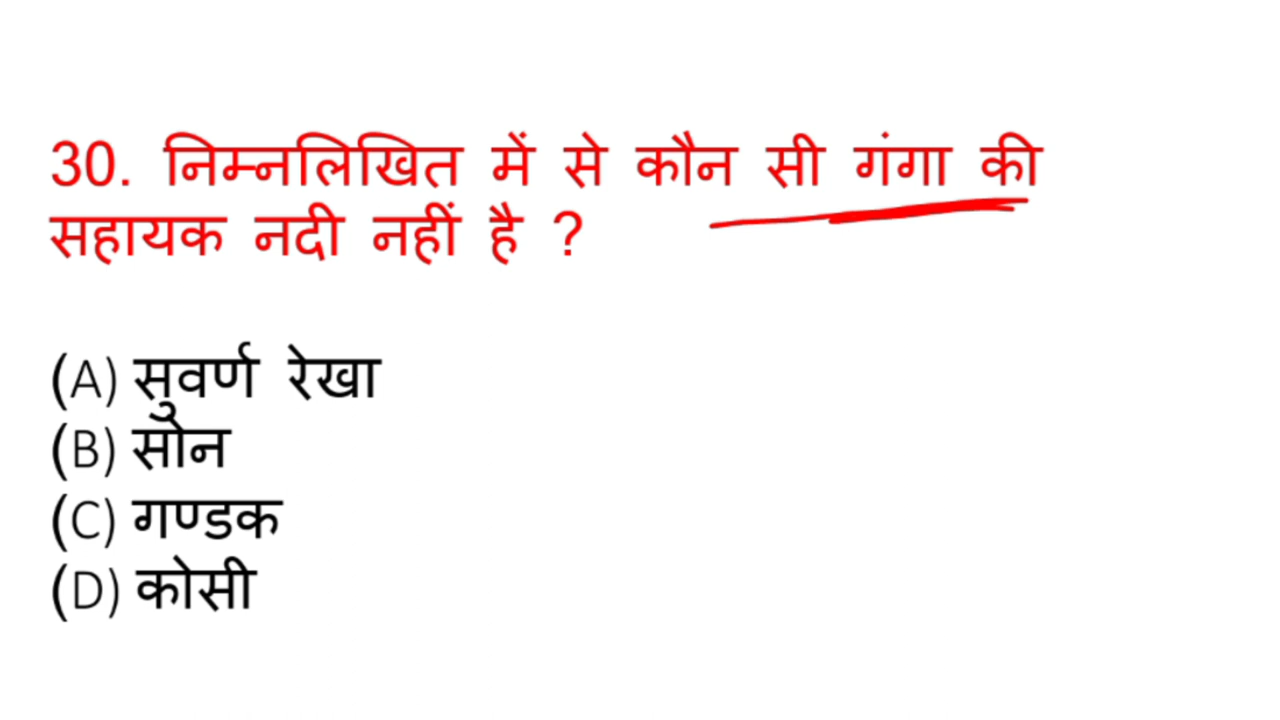 30. निम्नलिखित में से कौन सी गंगा की
सहायक नदी नहीं है ?
(A) सुवर्ण रेखा
(B) सोन
(C) गण्डक
(D) कोसी